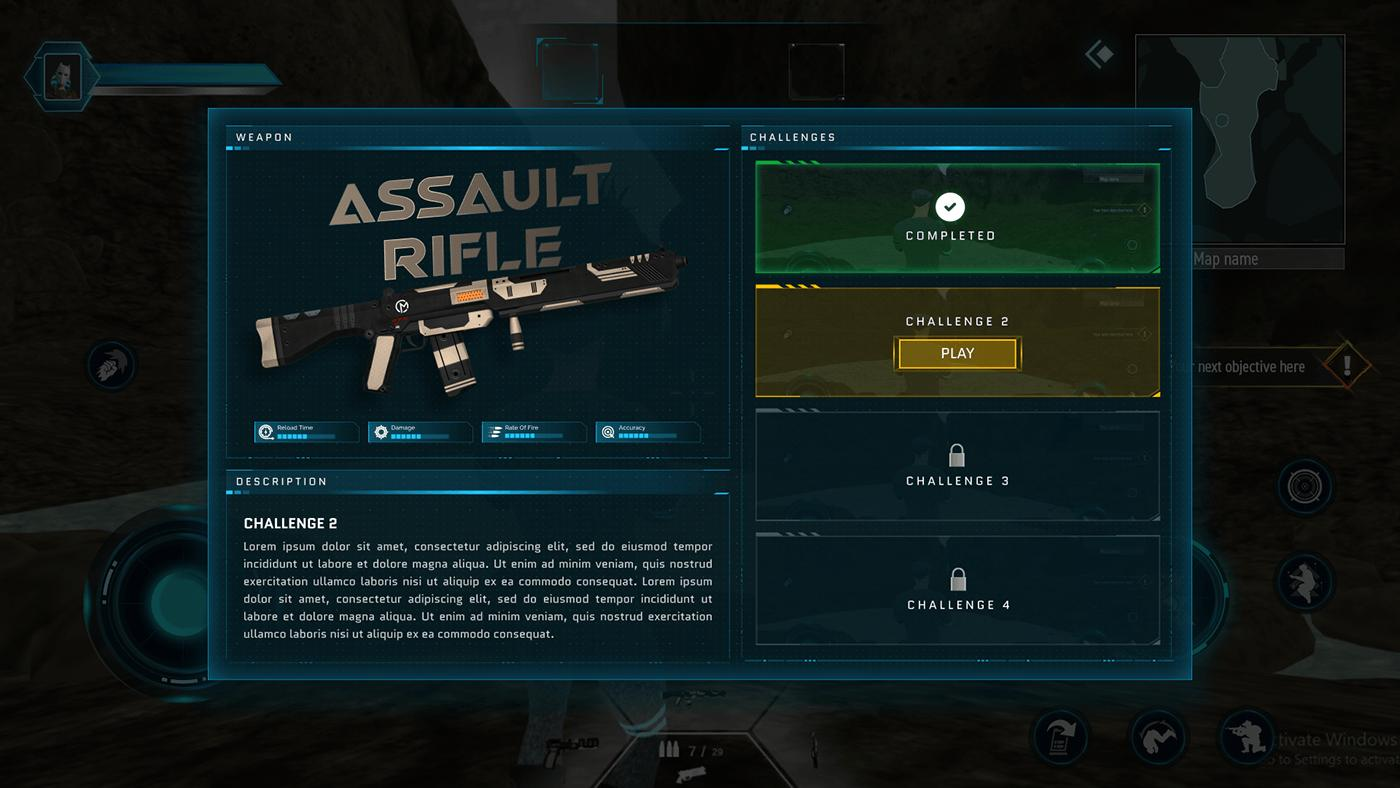 WEAPON
ASSAULT
RIFLE
Reload Time
Damage
Rate Of Fire
Accuracy
DESCRIPTION
CHALLENGE 2
Lorem ipsum dolor sit amet, consectetur adipiscing elit, sed do eiusmod tempor
incididunt ut labore et dolore magna aliqua. Ut enim ad minim veniam, quis nostrud
exercitation ullamco laboris nisi ut aliquip ex ea commodo consequat. Lorem ipsum
dolor sit amet, consectetur adipiscing elit, sed do eiusmod tempor incididunt ut
labore et dolore magna aliqua. Ut enim ad minim veniam, quis nostrud exercitation
ullamco laboris nisi ut aliquip ex ea commodo consequat.
CHALLENGES
COMPLETED
CHALLENGE 2
PLAY
CHALLENGE 3
CHALLENGE 4
Map name
next objective here
7 / 29
tivate Windows
to Settings to activat